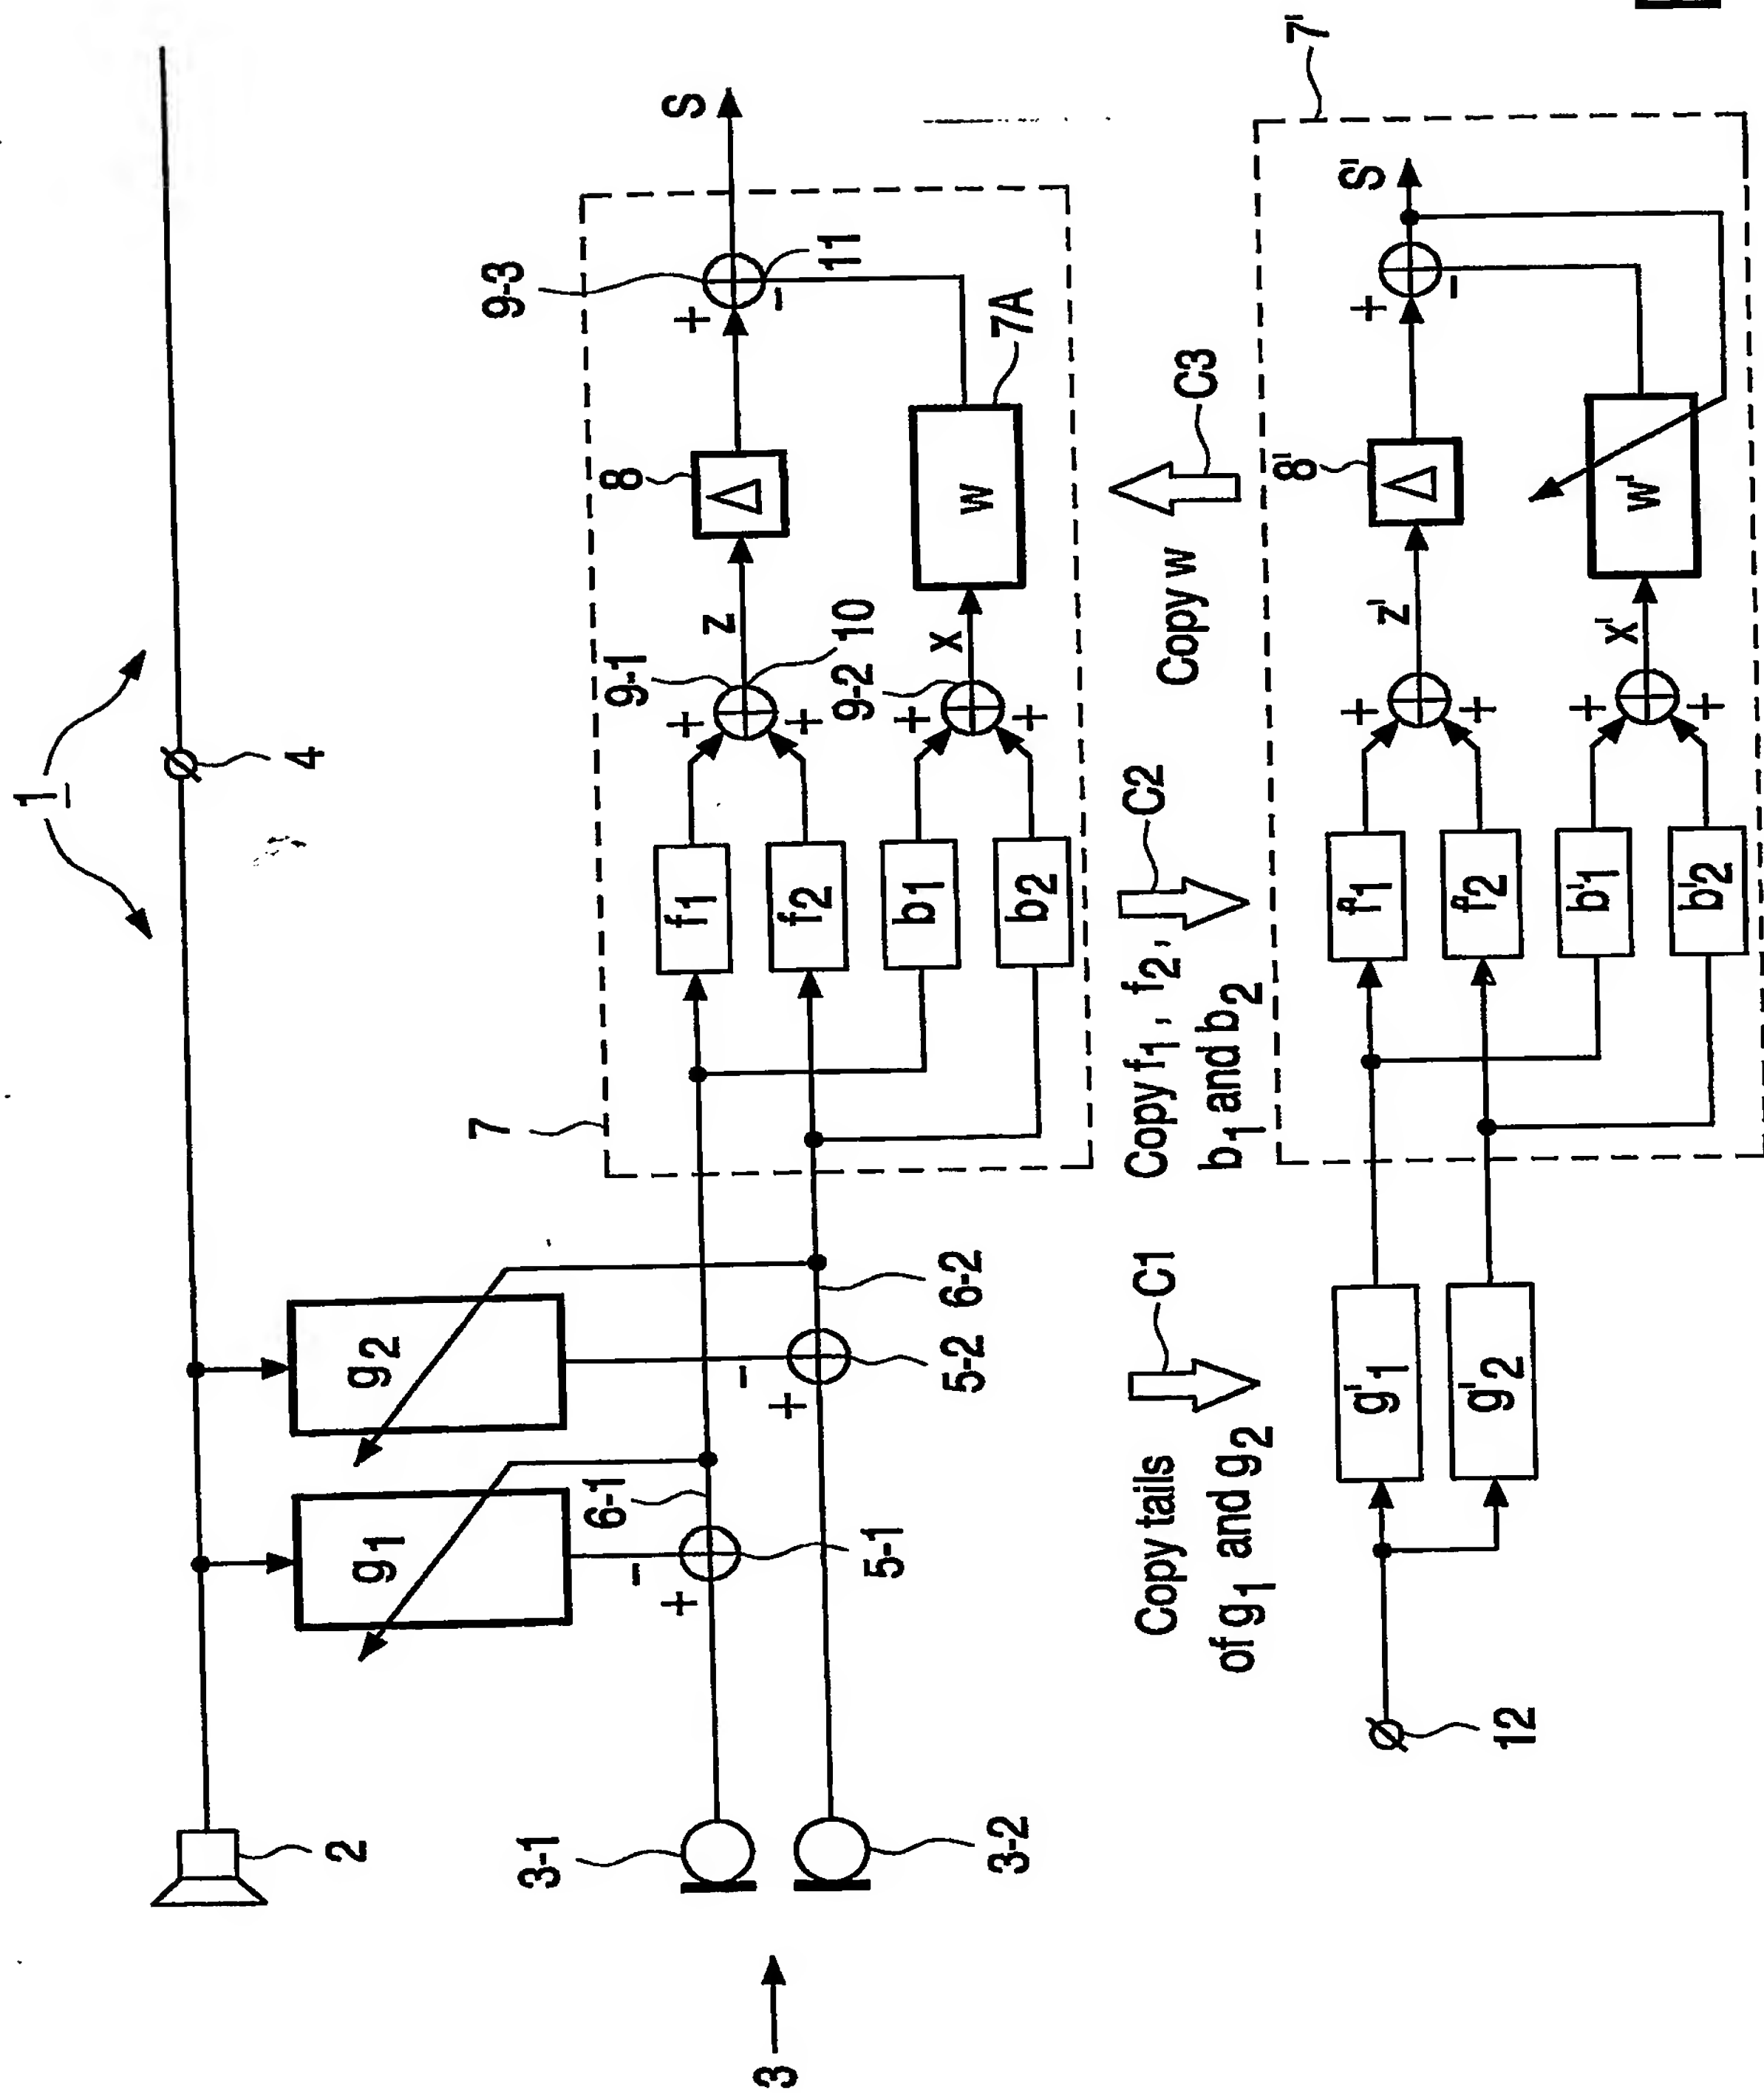 1
4
2
g1
g2
3
3-1
3-2
+
-
5-1
6-1
+
-
5-2
6-2
7
f1
f2
b1
b2
+
+
9-1
10
z
+
+
9-2
x
8
Δ
w
7A
+
-
9-3
11
S
Copy tails
of g1 and g2
C1
Copy f1, f2,
b1 and b2
C2
Copy w
C3
12
g'1
g'2
7'
f'1
f'2
b'1
b'2
+
+
z'
+
+
x'
8'
Δ
w'
+
-
S'